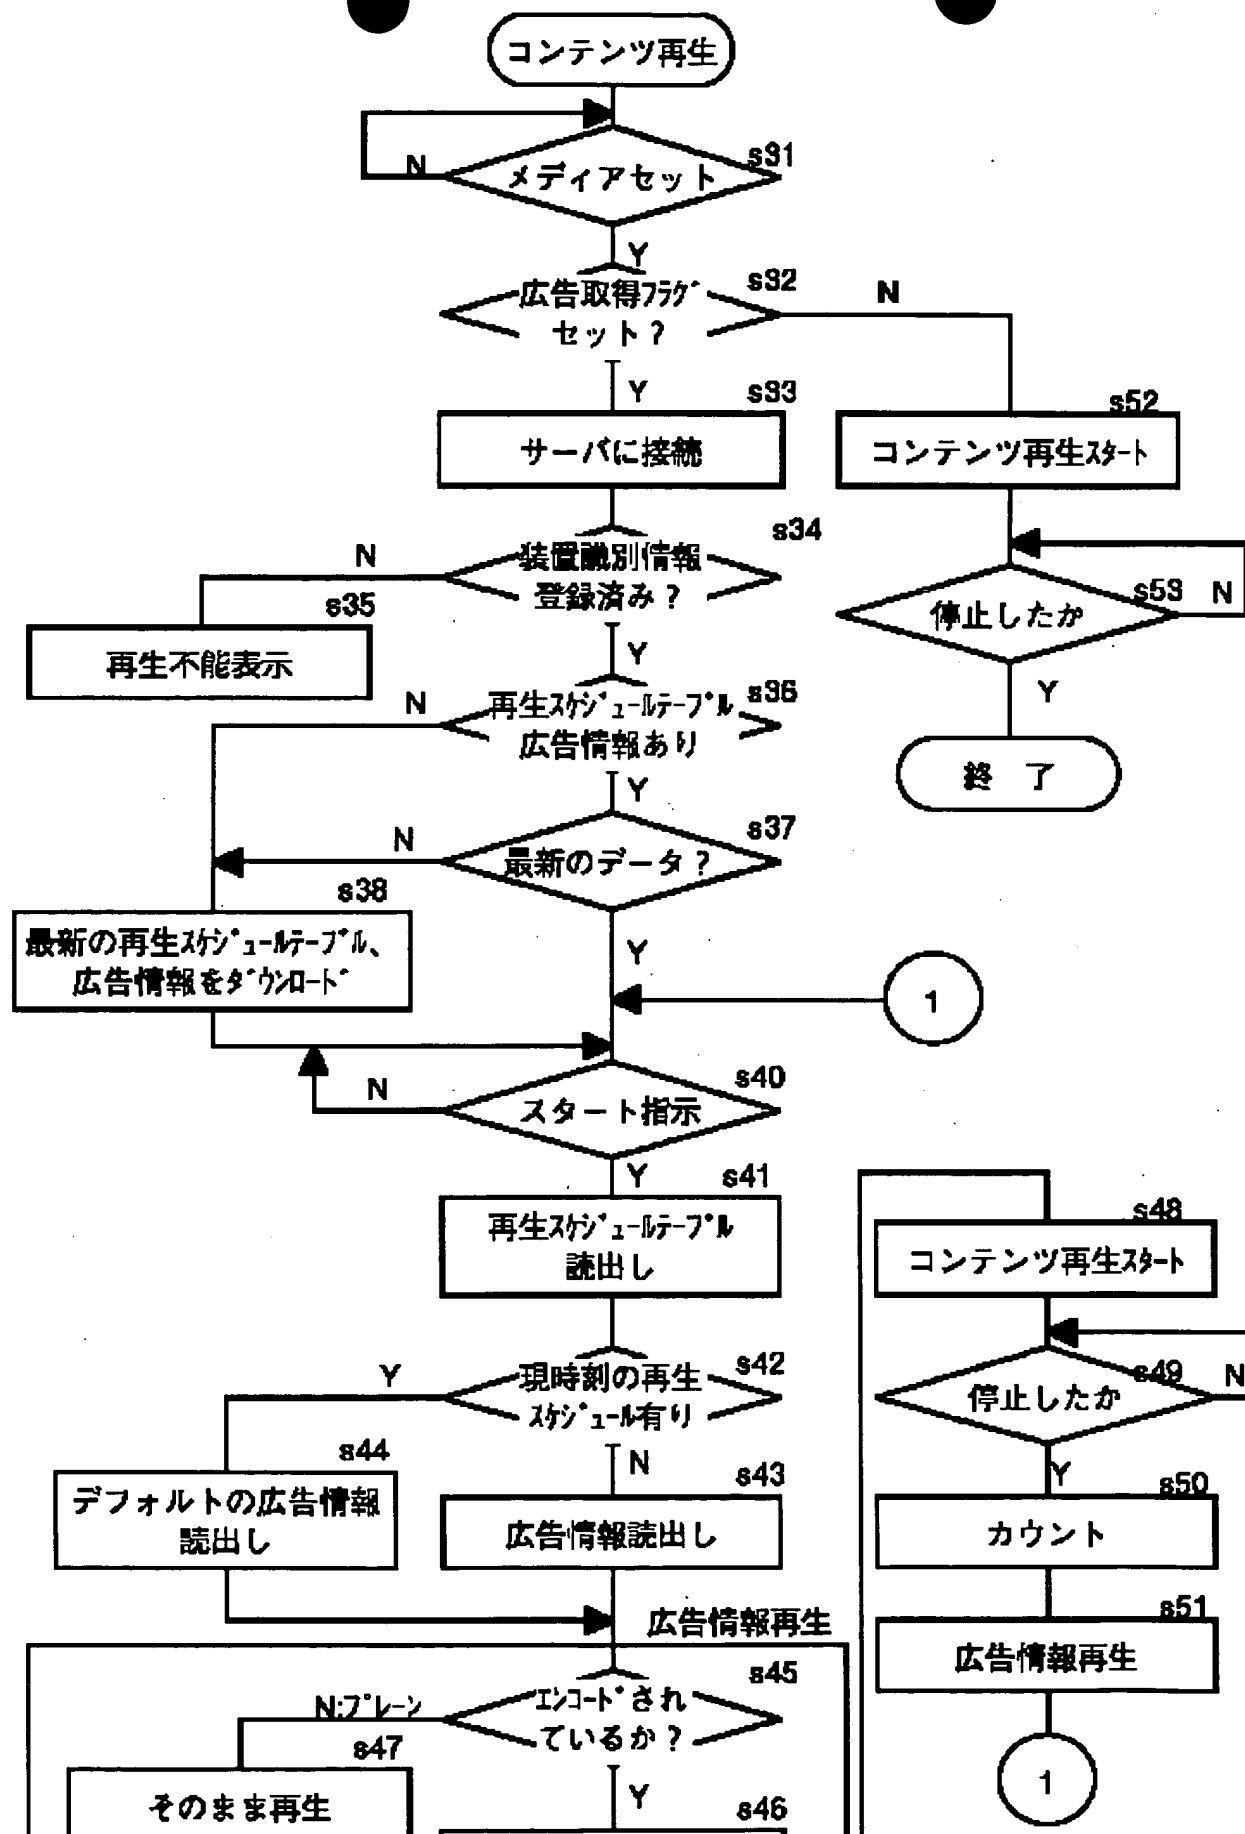 コンテンツ再生
s31
N
メディアセット
Y
s32
広告取得フラグ
セット?
N
Y
s33
サーバに接続
s52
コンテンツ再生スタート
s34
装置識別情報
登録済み?
N
s35
再生不能表示
s53
停止したか
N
Y
Y
終 了
s36
再生スケジュールテーブル
広告情報あり
N
Y
s37
最新のデータ?
N
s38
最新の再生スケジュールテーブル、
広告情報をダウンロード
Y
1
s40
スタート指示
N
Y
s41
再生スケジュールテーブル
読出し
s42
現時刻の再生
スケジュール有り
Y
s44
デフォルトの広告情報
読出し
N
s43
広告情報読出し
広告情報再生
s45
エンコードされ
ているか?
N:プレーン
s47
そのまま再生
Y
s46
s48
コンテンツ再生スタート
s49
停止したか
N
Y
s50
カウント
s51
広告情報再生
1